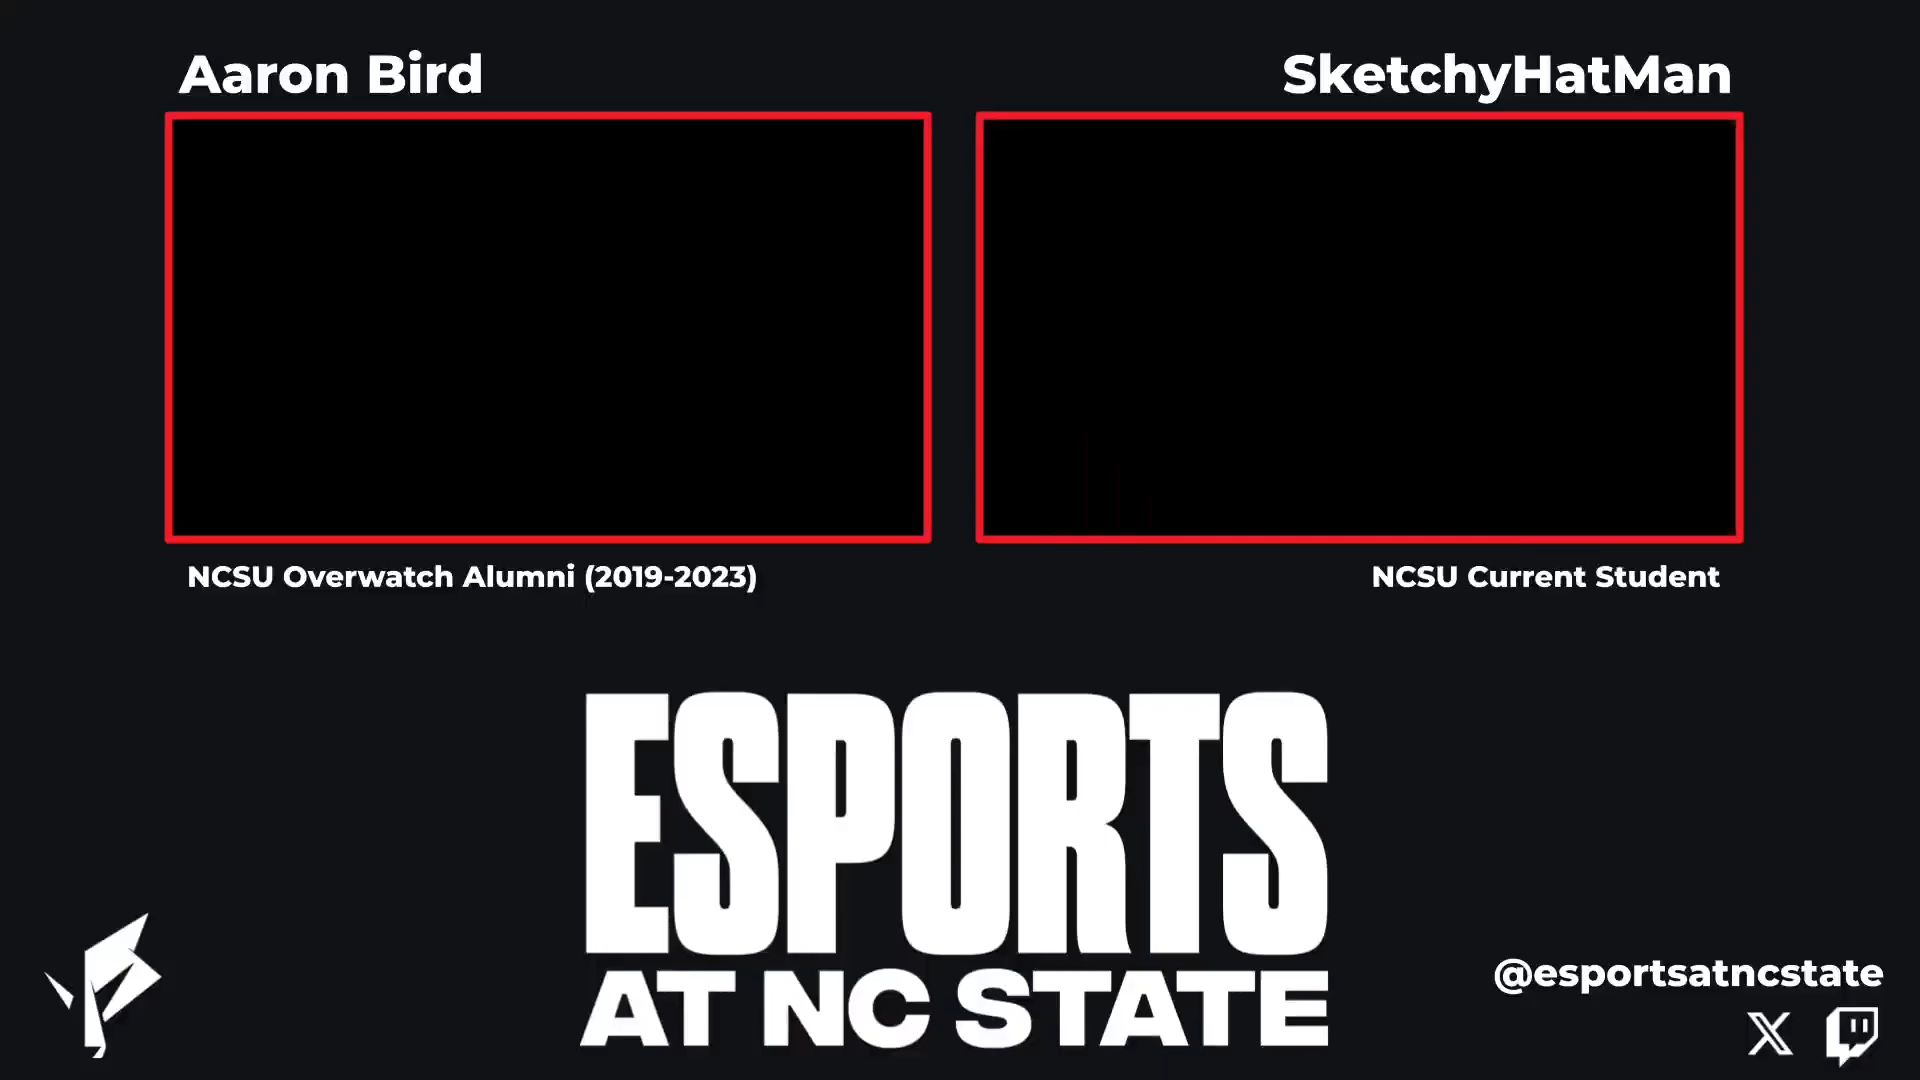 Aaron Bird
SketchyHatMan
NCSU Overwatch Alumni (2019-2023)
NCSU Current Student
ESPORTS
AT NC STATE
@esportsatncstate